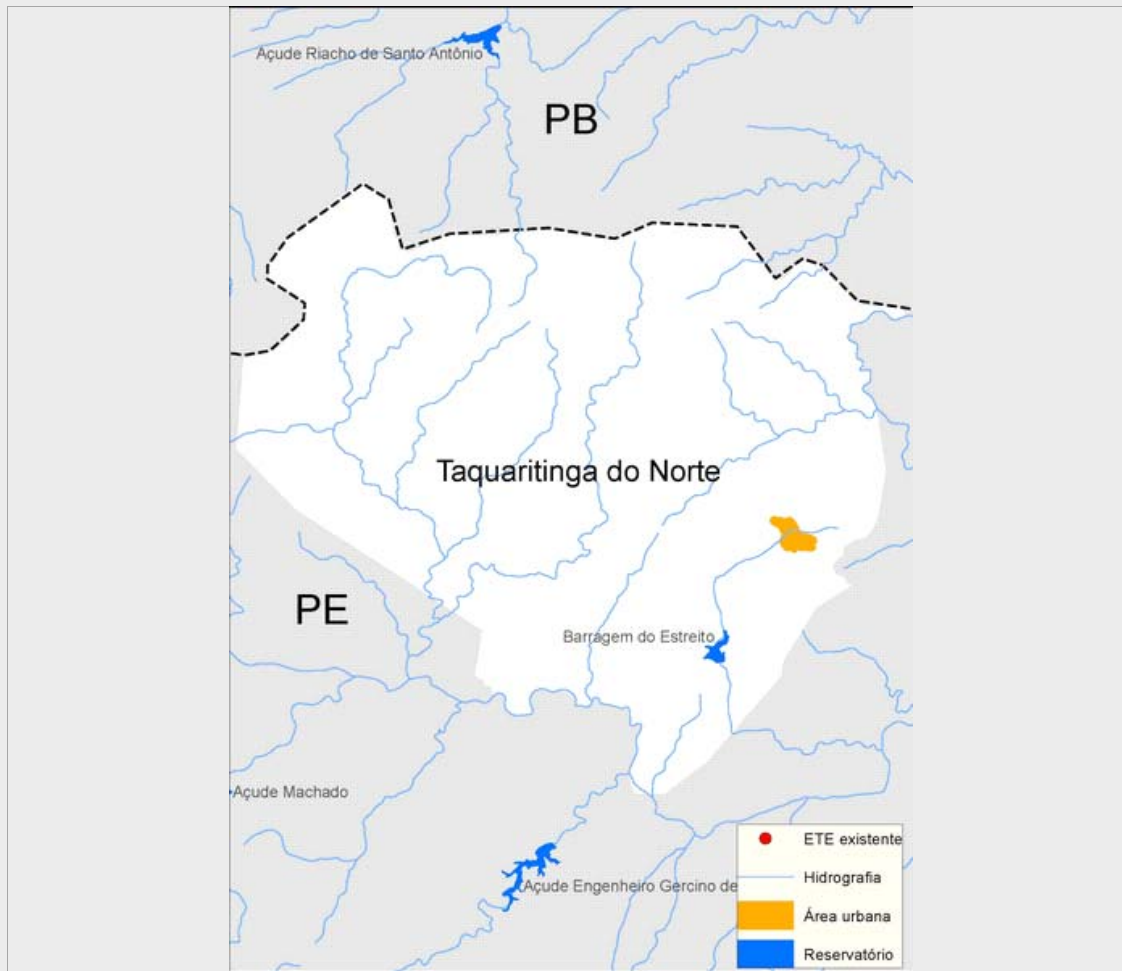 Açude Riacho de Santo Antônio
PB
Taquaritinga do Norte
PE
Barragem do Estreito
Açude Machado
Açude Engenheiro Gercino de
ETE existente
Hidrografia
Área urbana
Reservatório